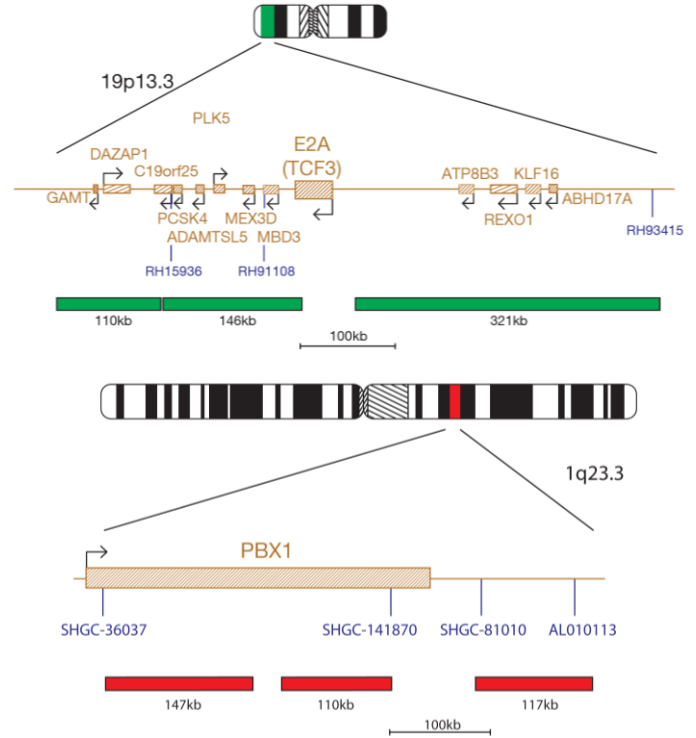 19p13.3
PLK5
E2A
(TCF3)
DAZAP1
C19orf25
ATP8B3 KLF16
GAMT
ABHD17A
PCSK4
MEX3D
REXO1
ADAMTSL5
MBD3
RH93415
RH15936
RH91108
110kb
146kb
321kb
100kb
1q23.3
PBX1
SHGC-36037
SHGC-141870
SHGC-81010
AL010113
147kb
110kb
117kb
100kb